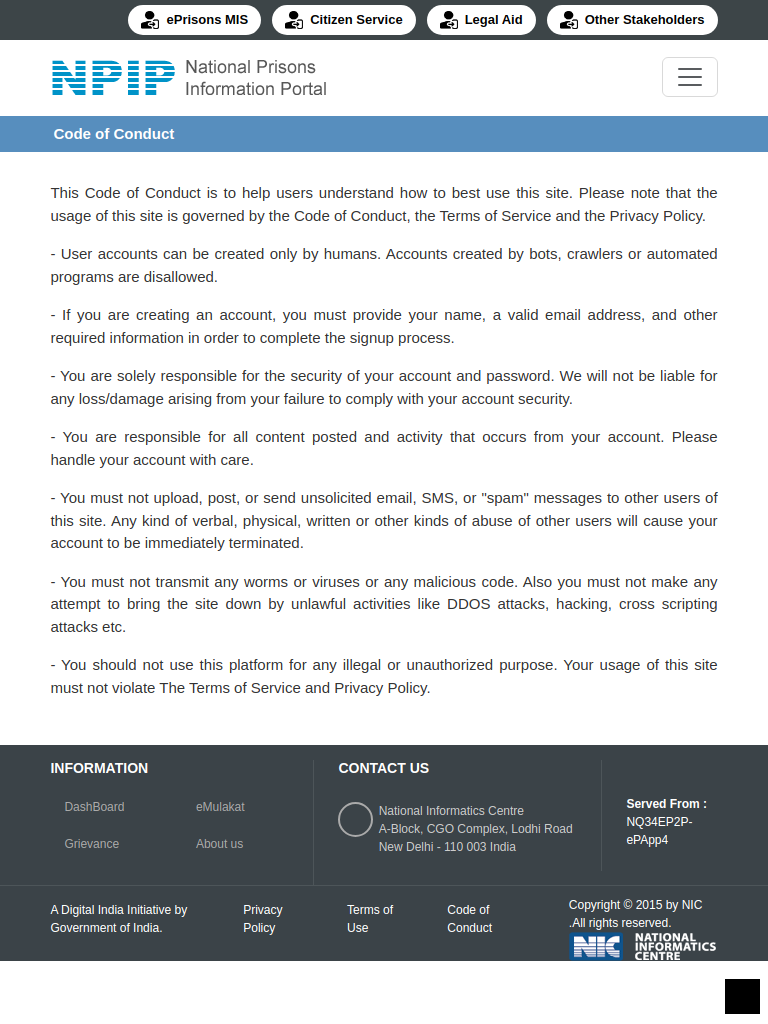 ePrisons MIS Citizen Service Legal Aid Other Stakeholders
NPIP National Prisons
Information Portal
Code of Conduct
This Code of Conduct is to help users understand how to best use this site. Please note that the
usage of this site is governed by the Code of Conduct, the Terms of Service and the Privacy Policy.
- User accounts can be created only by humans. Accounts created by bots, crawlers or automated
programs are disallowed.
- If you are creating an account, you must provide your name, a valid email address, and other
required information in order to complete the signup process.
- You are solely responsible for the security of your account and password. We will not be liable for
any loss/damage arising from your failure to comply with your account security.
- You are responsible for all content posted and activity that occurs from your account. Please
handle your account with care.
- You must not upload, post, or send unsolicited email, SMS, or "spam" messages to other users of
this site. Any kind of verbal, physical, written or other kinds of abuse of other users will cause your
account to be immediately terminated.
- You must not transmit any worms or viruses or any malicious code. Also you must not make any
attempt to bring the site down by unlawful activities like DDOS attacks, hacking, cross scripting
attacks etc.
- You should not use this platform for any illegal or unauthorized purpose. Your usage of this site
must not violate The Terms of Service and Privacy Policy.
INFORMATION
DashBoard eMulakat
Grievance About us
CONTACT US
National Informatics Centre
A-Block, CGO Complex, Lodhi Road
New Delhi - 110 003 India
Served From :
NQ34EP2P-
ePApp4
A Digital India Initiative by
Government of India.
Privacy
Policy
Terms of
Use
Code of
Conduct
Copyright © 2015 by NIC
.All rights reserved.
NIC NATIONAL
INFORMATICS
CENTRE